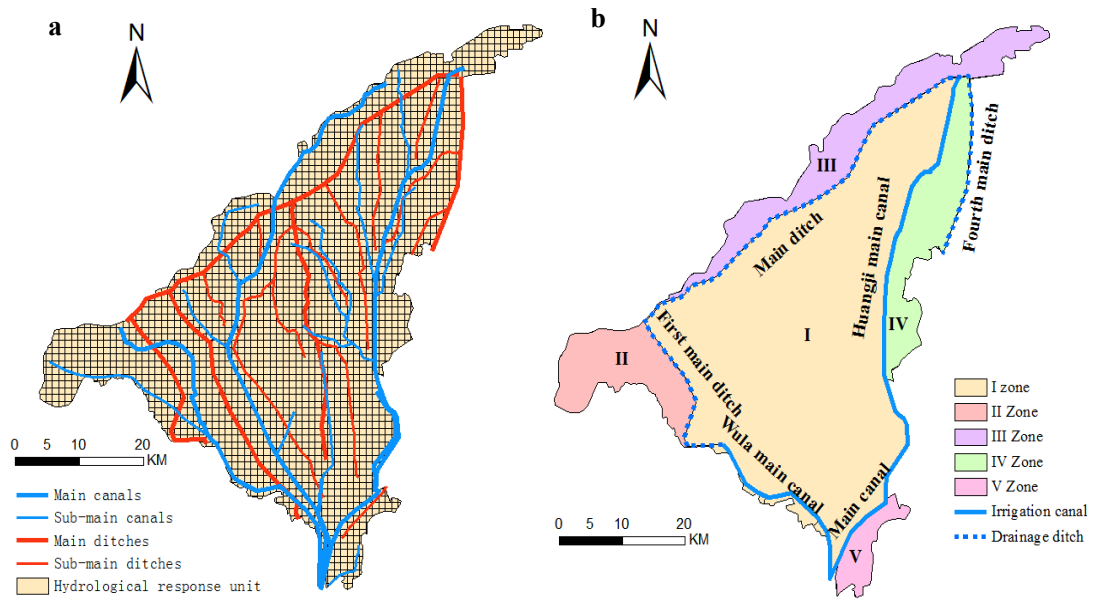 a
N
0 10 20
KM
Main canals
Sub-main canals
Main ditches
Sub-main ditches
Hydrological response unit
b
N
III
Main ditch
Huangji main canal
Fourth main ditch
I
IV
II
First main ditch
Wula main canal
Main canal
V
0 5 10 20
KM
I zone
II Zone
III Zone
IV Zone
V Zone
Irrigation canal
Drainage ditch